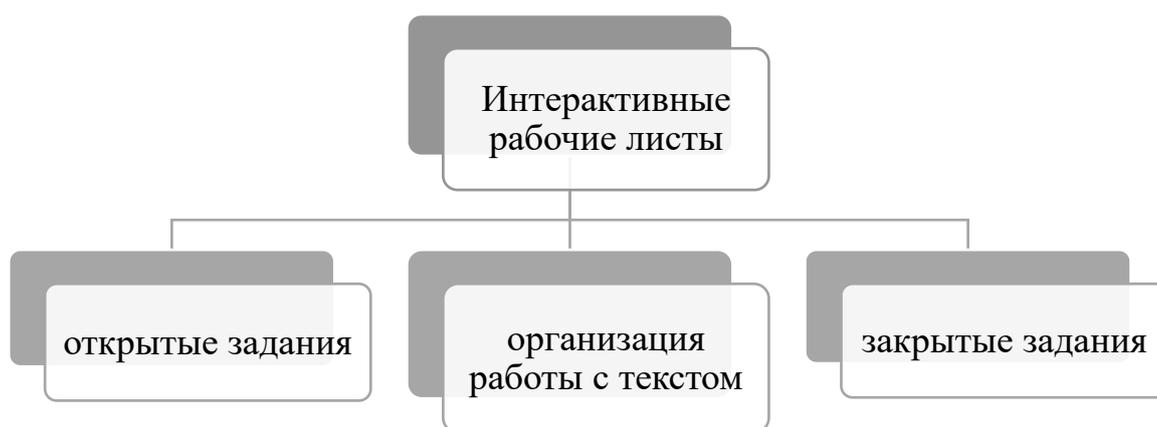 Интерактивные
рабочие листы
открытые задания
организация
работы с текстом
закрытые задания